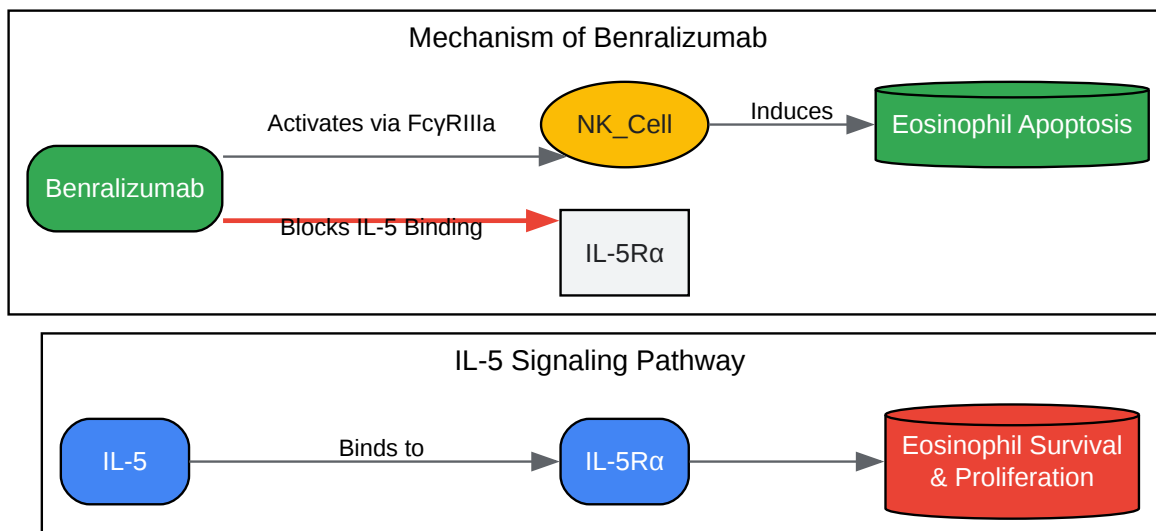 Mechanism of Benralizumab
Activates via FcγRIIIa
NK_Cell
Induces
Eosinophil Apoptosis
Benralizumab
Blocks IL-5 Binding
IL-5Rα
IL-5 Signaling Pathway
IL-5
Binds to
IL-5Rα
Eosinophil Survival
& Proliferation